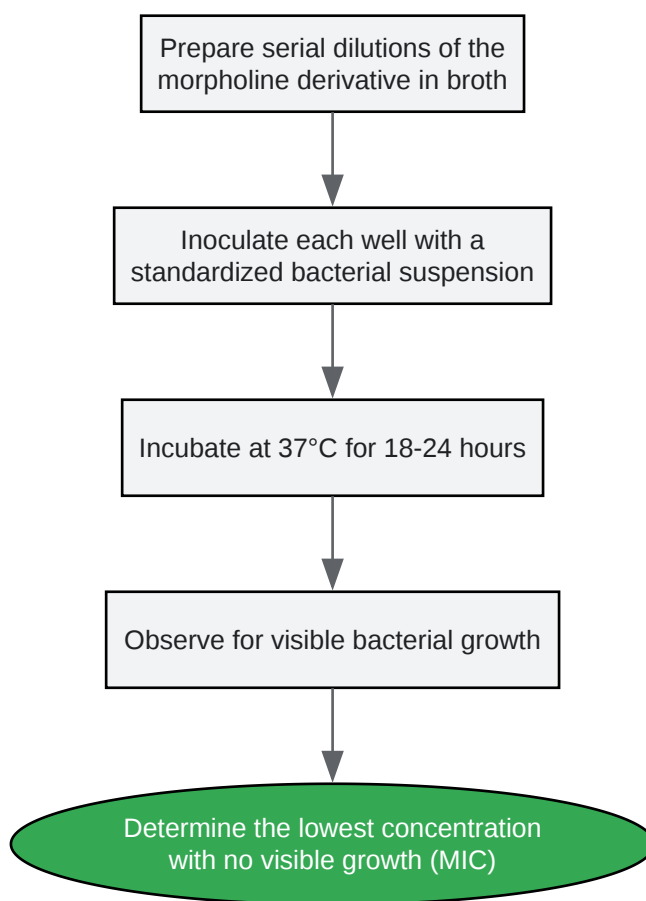 Prepare serial dilutions of the
morpholine derivative in broth
Inoculate each well with a
standardized bacterial suspension
Incubate at 37°C for 18-24 hours
Observe for visible bacterial growth
Determine the lowest concentration
with no visible growth (MIC)